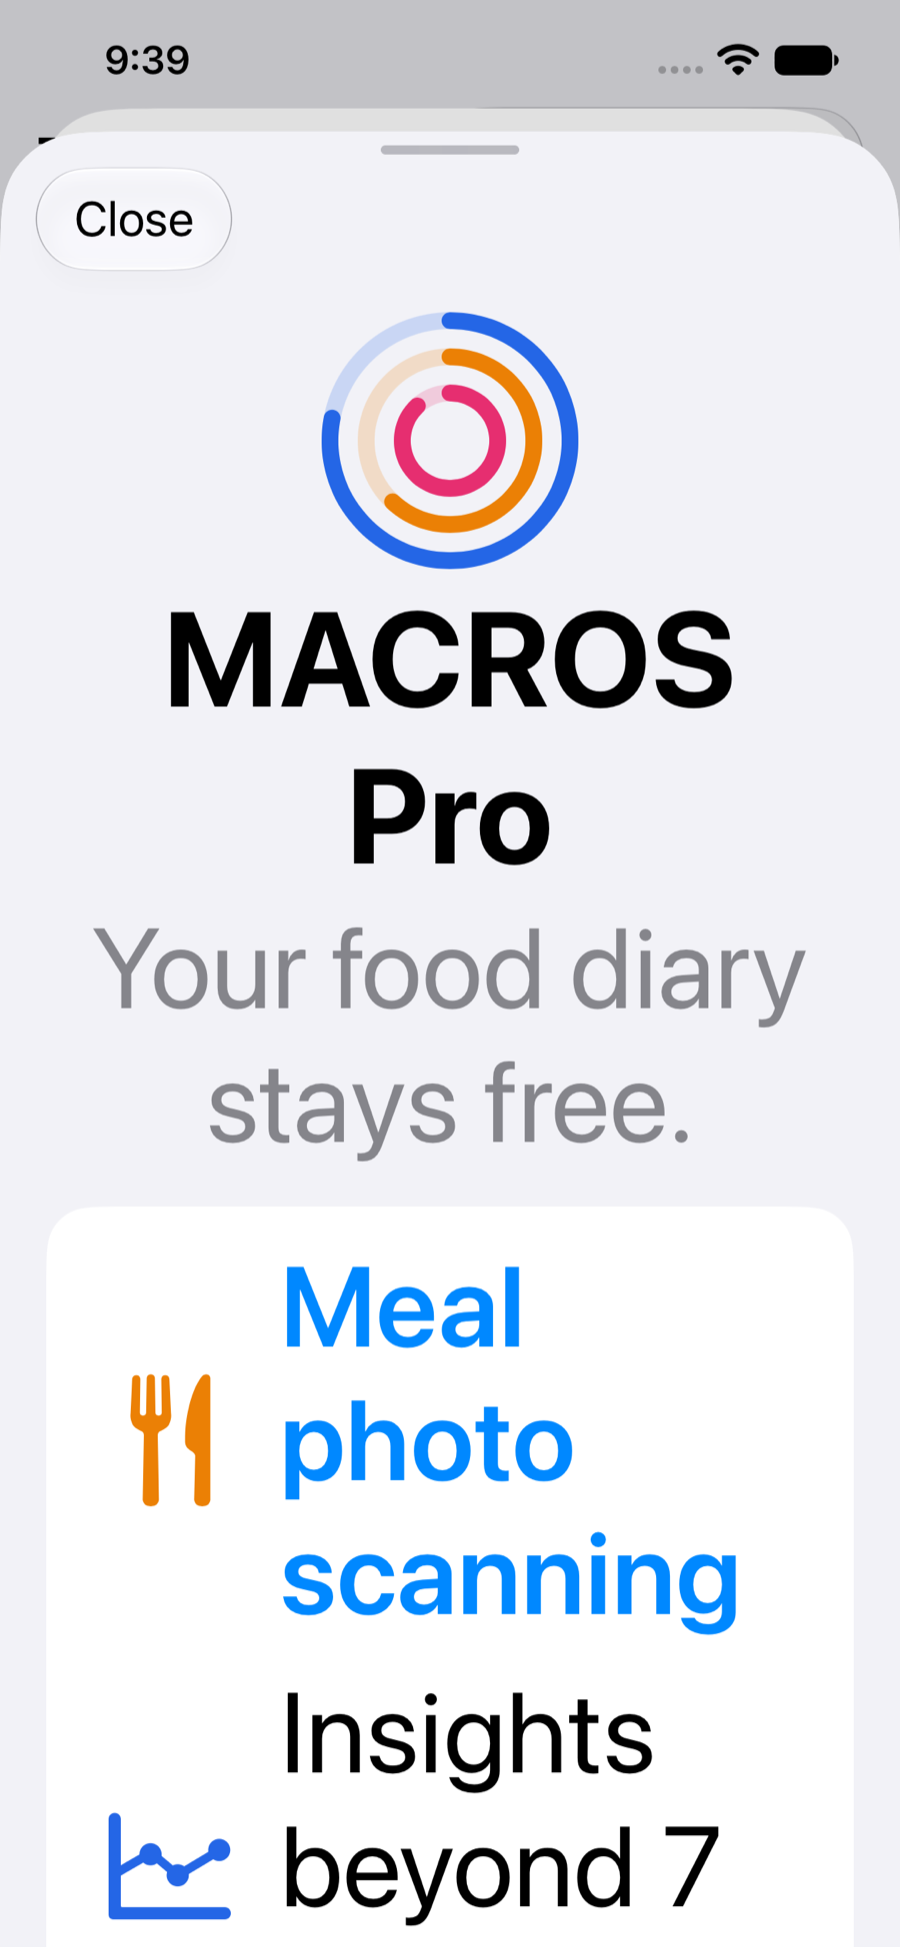 9:39
Close
MACROS
Pro
Your food diary
stays free.
Meal
photo
scanning
Insights
beyond 7